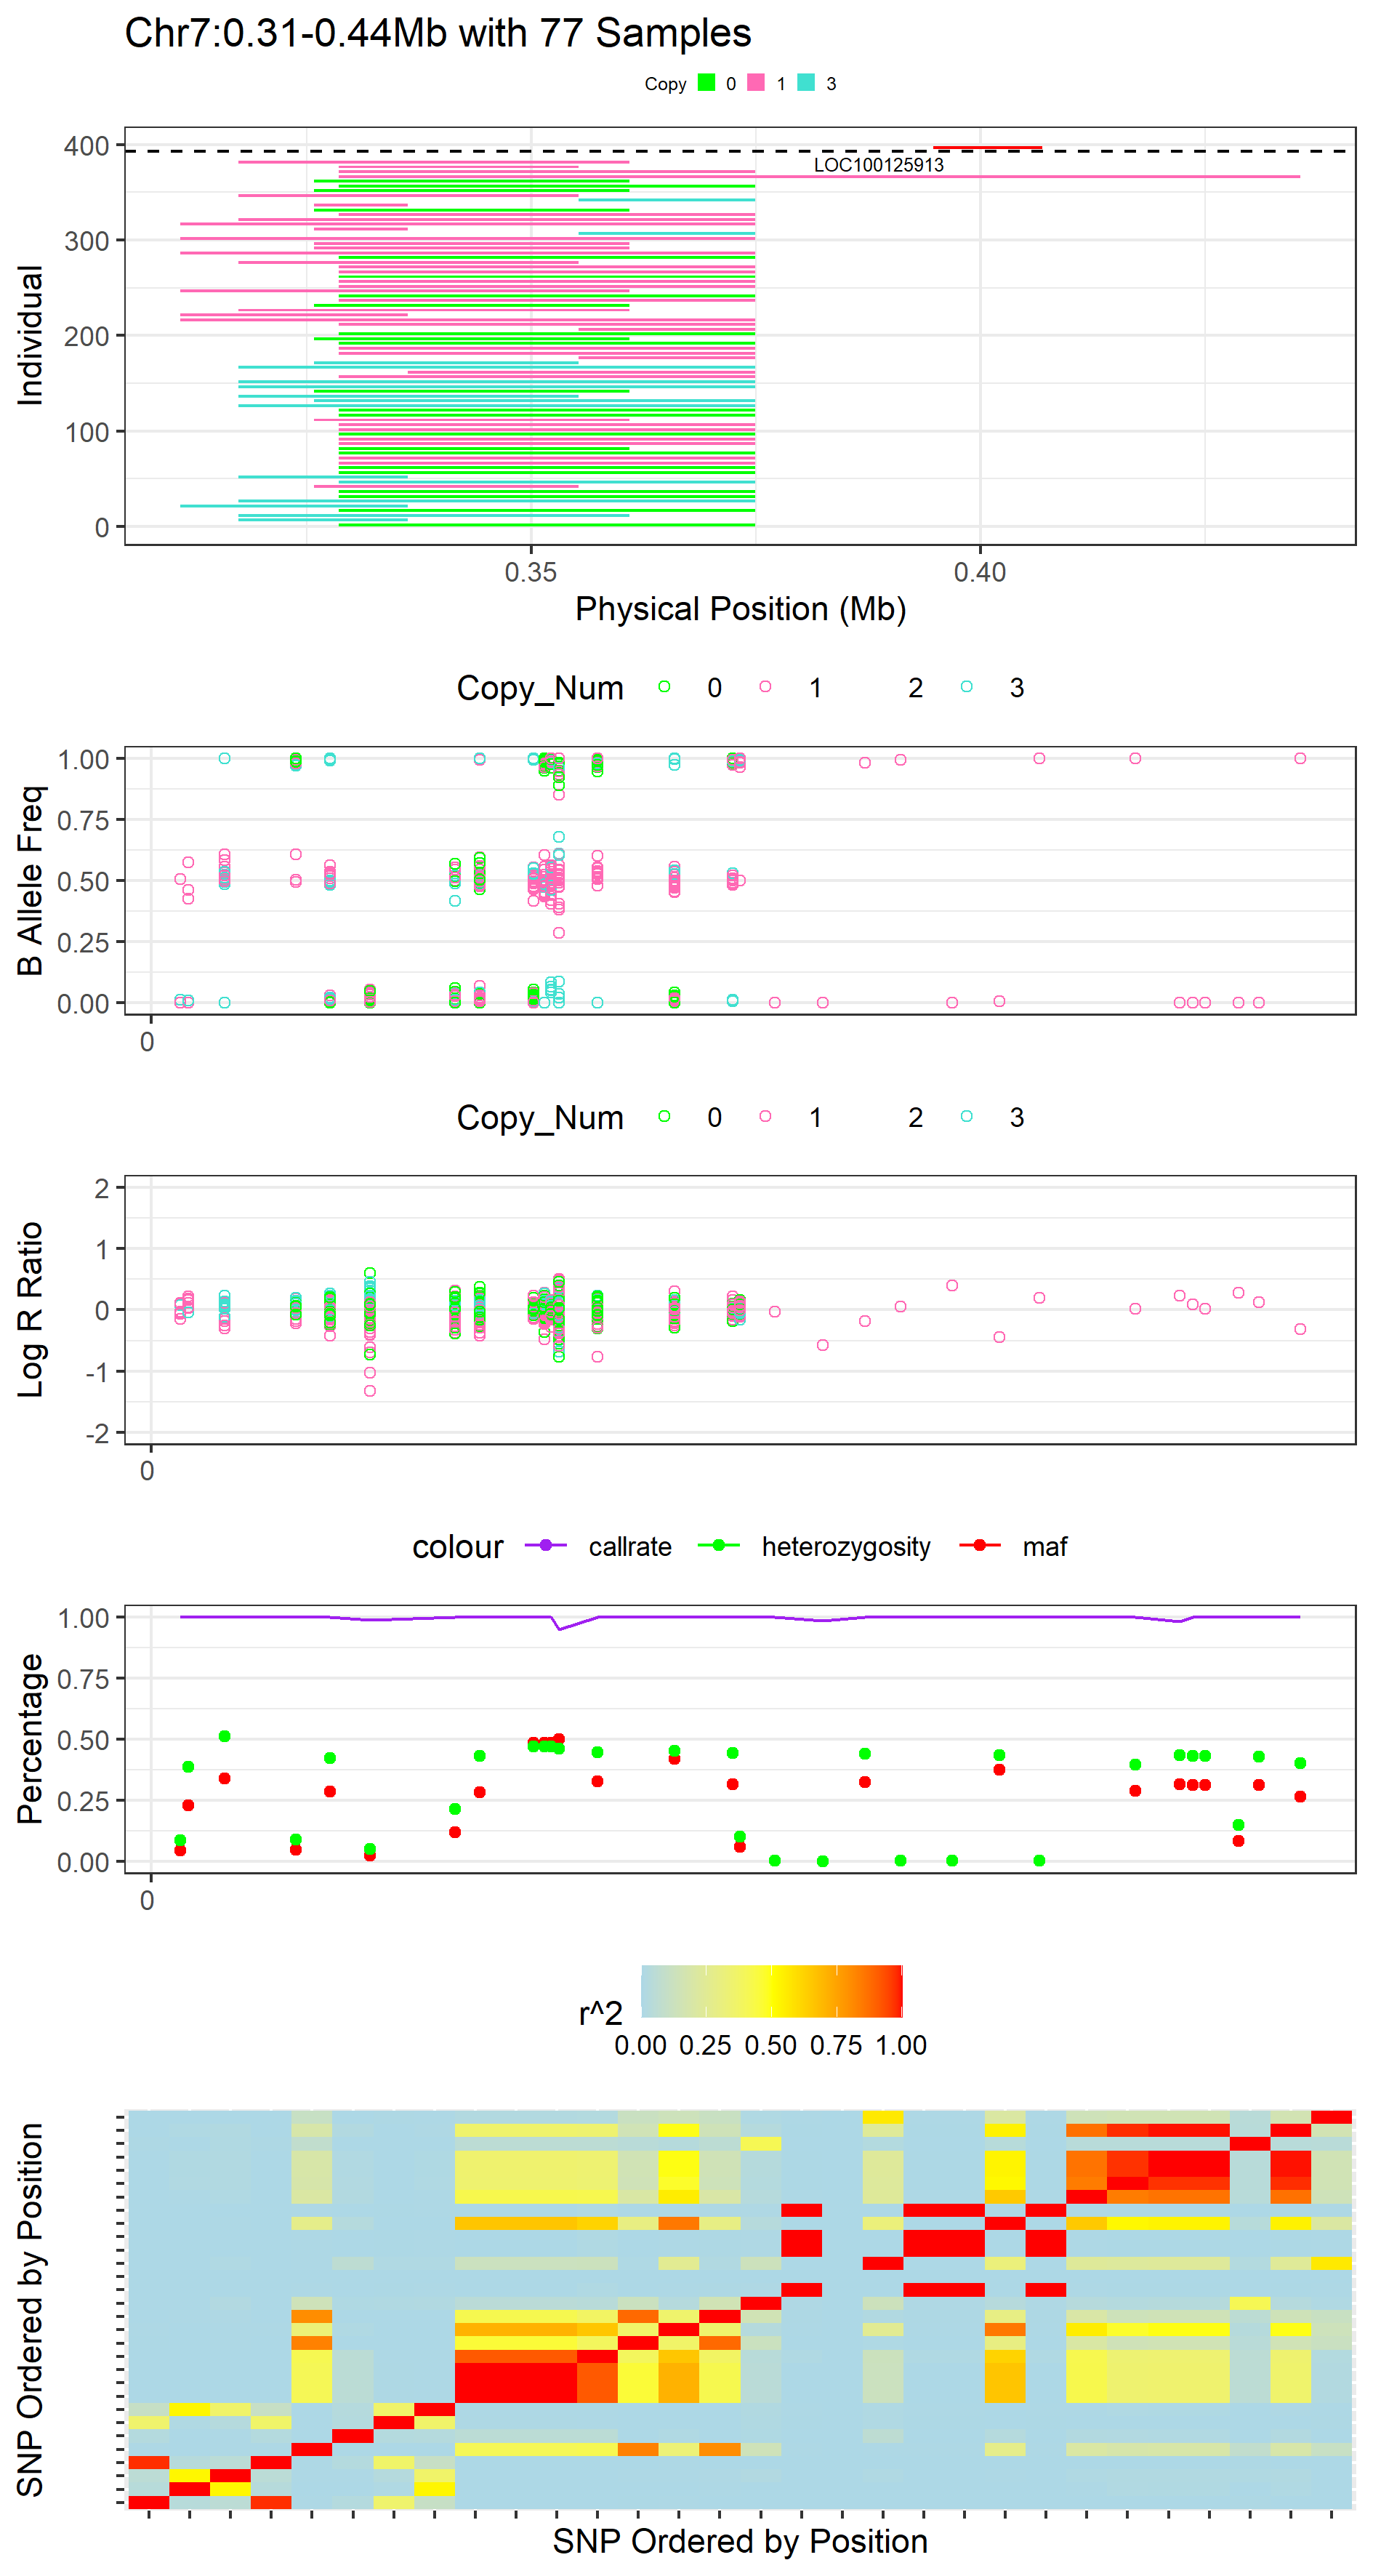 Chr7:0.31-0.44Mb with 77 Samples
Copy 0 1 3
400
LOC100125913
300
200
100
0
Individual
0.35 0.40
Physical Position (Mb)
Copy_Num 0 1 2 3
1.00
0.75
0.50
0.25
0.00
B Allele Freq
0
Copy_Num 0 1 2 3
2
1
0
-1
-2
Log R Ratio
0
colour callrate heterozygosity maf
1.00
0.75
0.50
0.25
0.00
Percentage
0
r^2
0.00 0.25 0.50 0.75 1.00
SNP Ordered by Position
SNP Ordered by Position